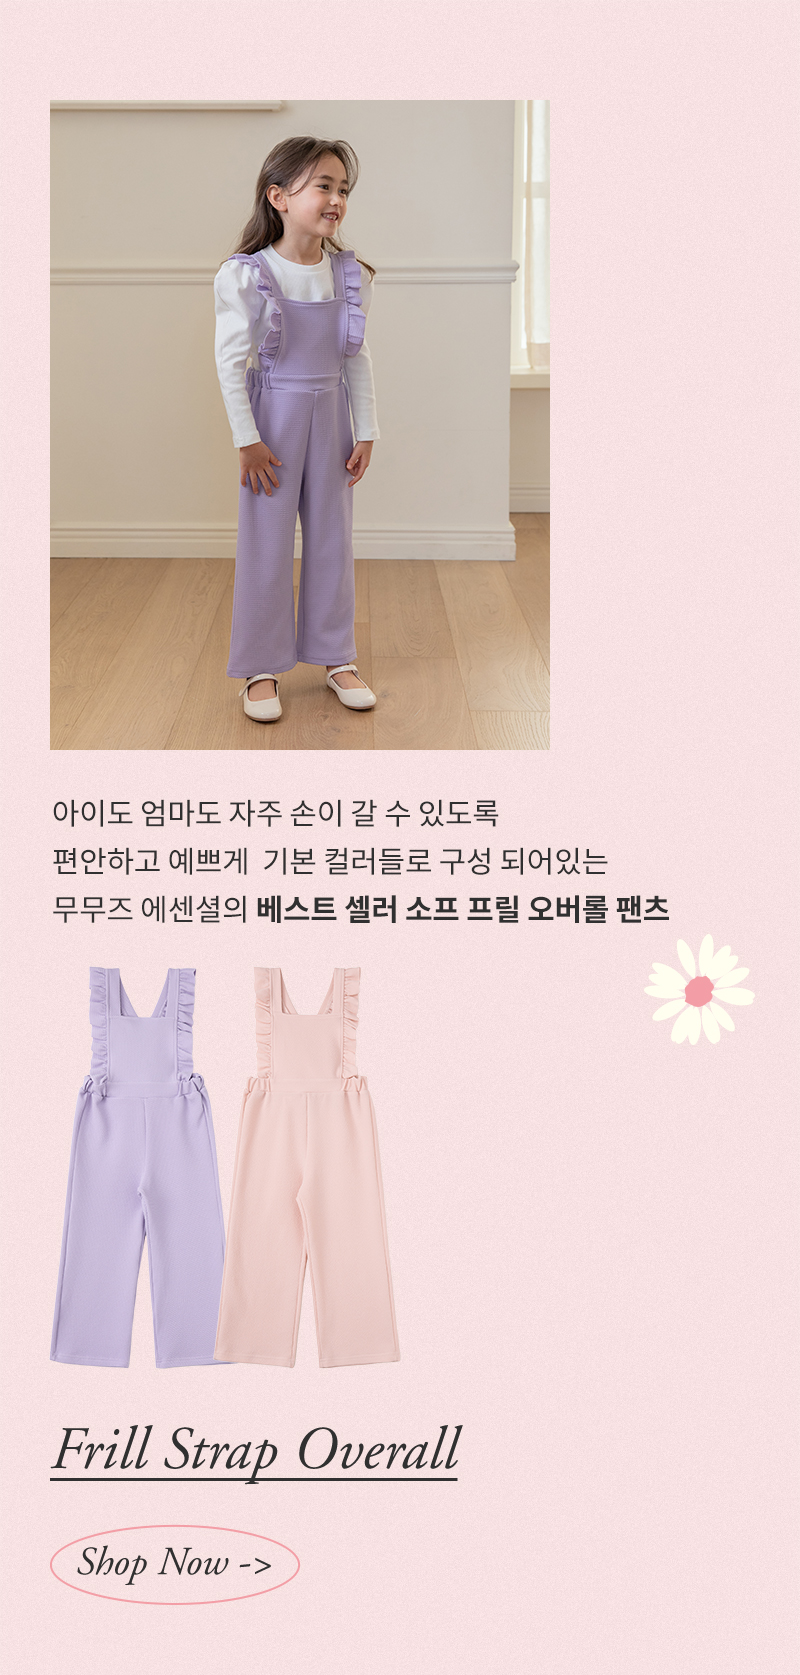 아이도 엄마도 자주 손이 갈 수 있도록
편안하고 예쁘게 기본 컬러들로 구성 되어있는
무무즈 에센셜의 베스트 셀러 소프 프릴 오버롤 팬츠
Frill Strap Overall
Shop Now ->